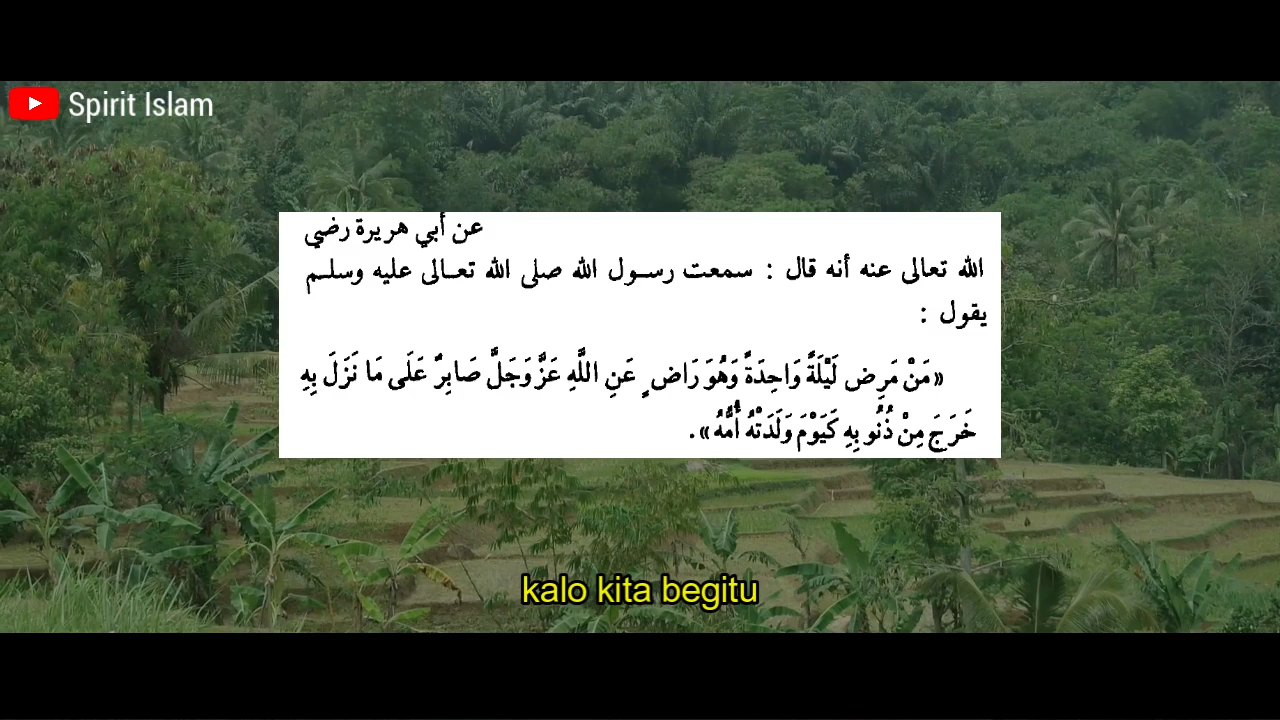 Spirit Islam
عن أبي هريرة رضي
الله تعالى عنه أنه قال : سمعت رسول الله صلى الله تعالى عليه وسلم
يقول :
«مَنْ مَرِض لَيْلَةً وَاحِدَةً وَهُوَ رَاضٍ عَنِ اللَّهِ عَزَّ وَجَلَّ صَابِرٌ عَلَى مَا نَزَلَ بِهِ
خَرَجَ مِنْ ذُنُوبِهِ كَيَوْمَ وَلَدَتْهُ أُمُّهُ».
kalo kita begitu